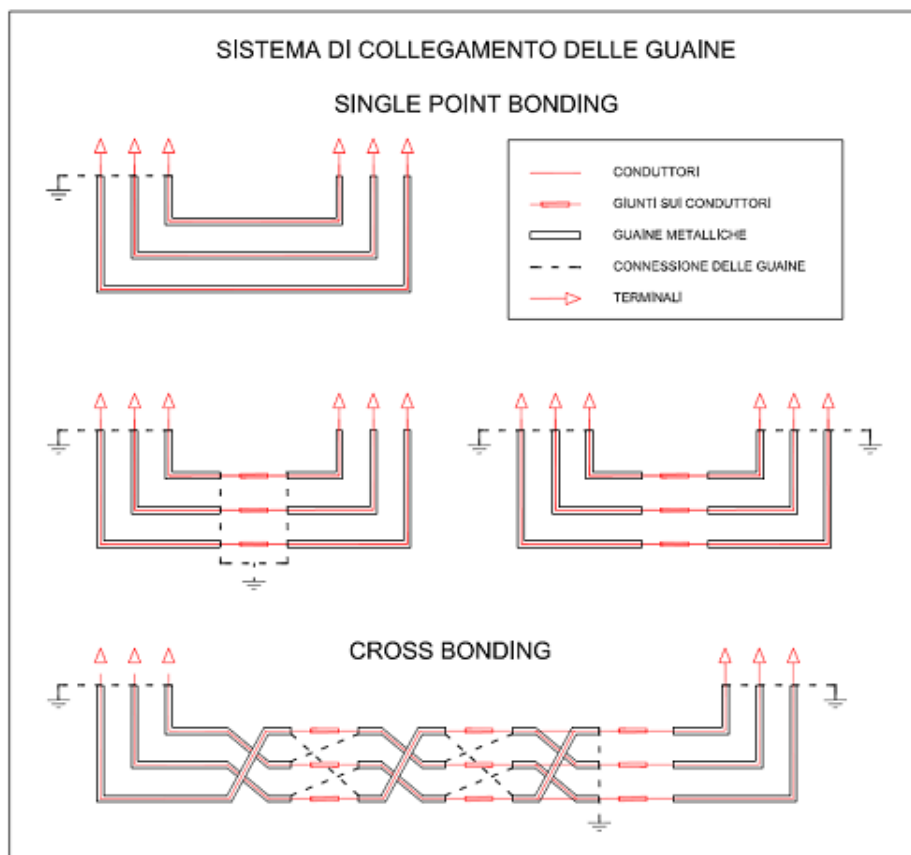 SISTEMA DI COLLEGAMENTO DELLE GUAINE
SINGLE POINT BONDING
CONDUTTORI
GIUNTI SUI CONDUTTORI
GUAINE METALLICHE
CONNESSIONE DELLE GUAINE
TERMINALI
CROSS BONDING